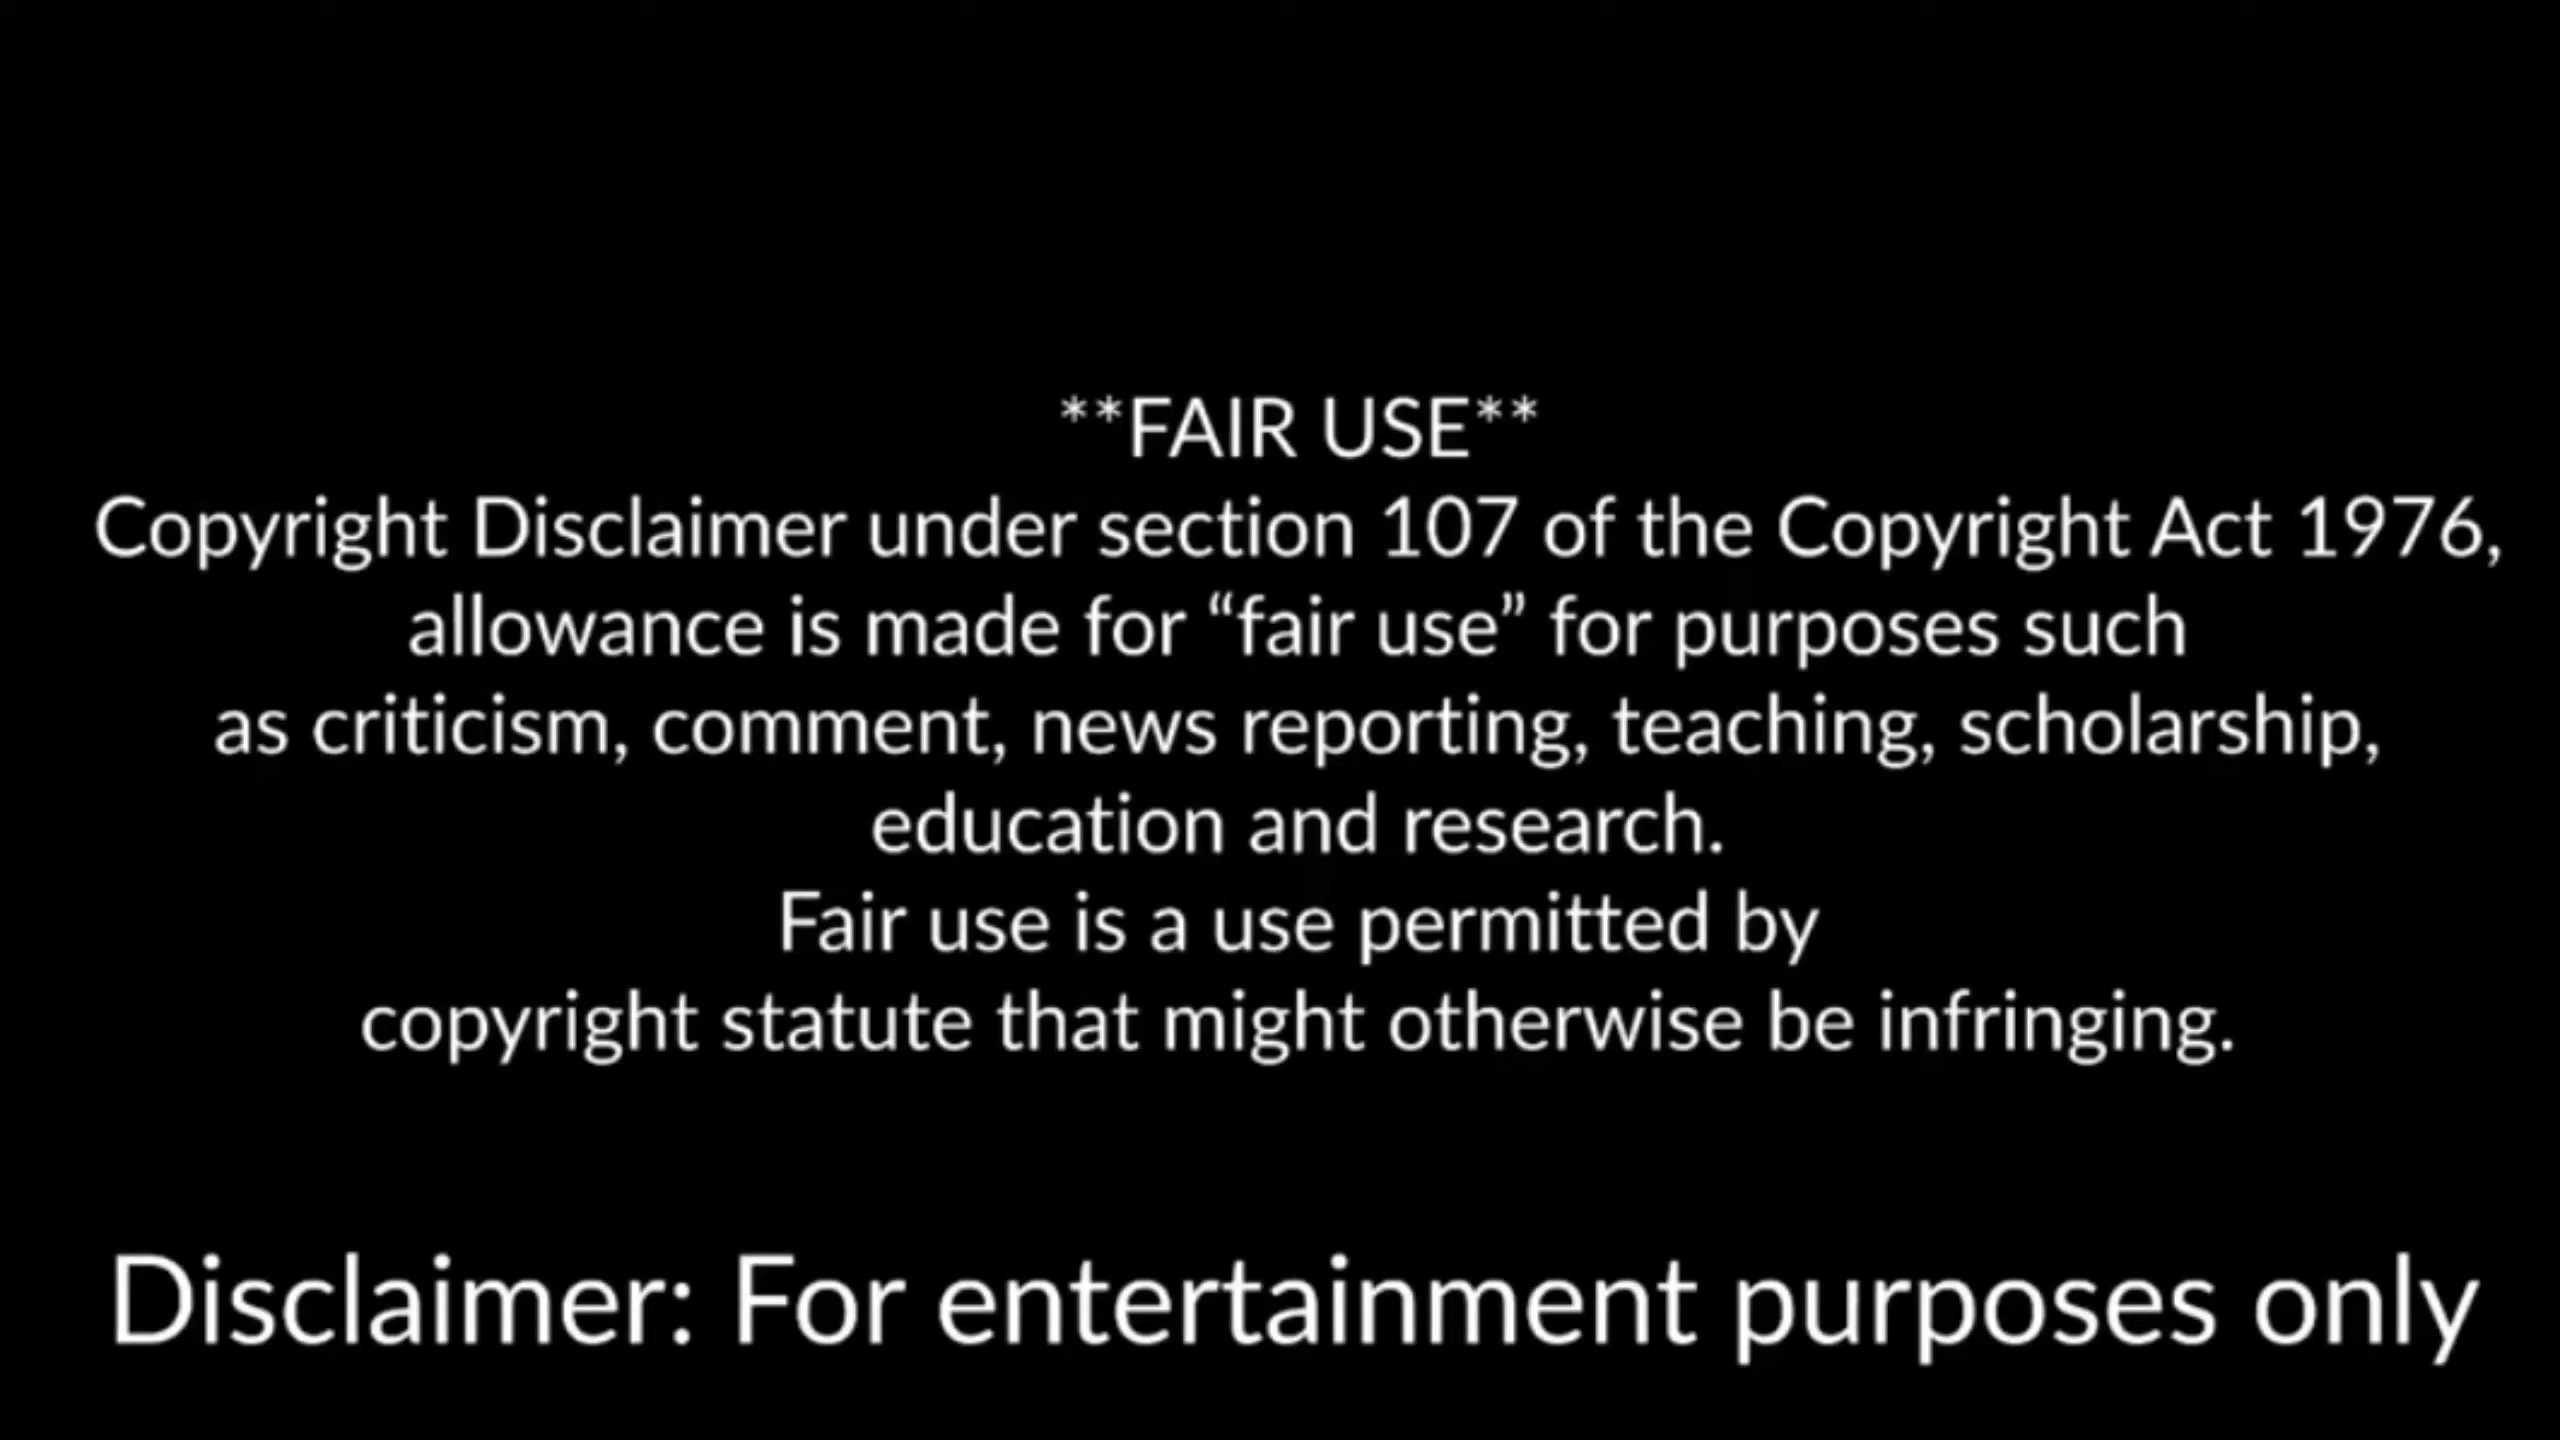 **FAIR USE**
Copyright Disclaimer under section 107 of the Copyright Act 1976,
allowance is made for “fair use” for purposes such
as criticism, comment, news reporting, teaching, scholarship,
education and research.
Fair use is a use permitted by
copyright statute that might otherwise be infringing.
Disclaimer: For entertainment purposes only